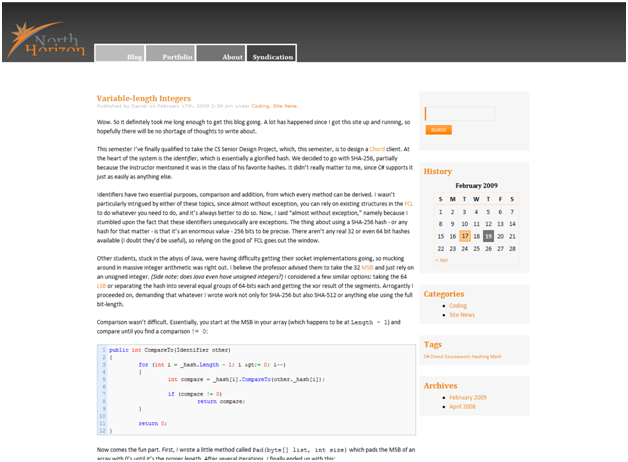 North
Horizon
Blog
Portfolio
About
Syndication
Variable-length Integers
Published by Daniel on February 17th, 2009 2:34 pm under Coding, Site News.
Wow. So it definitely took me long enough to get this blog going. A lot has happened since I got this site up and running, so
hopefully there will be no shortage of thoughts to write about.
This semester I've finally qualified to take the CS Senior Design Project, which, this semester, is to design a Chord client. At
the heart of the system is the identifier, which is essentially a glorified hash. We decided to go with SHA-256, partially
because the instructor mentioned it was in the class of his favorite hashes. It didn't really matter to me, since C# supports it
just as easily as anything else.
Identifiers have two essential purposes, comparison and addition, from which every method can be derived. I wasn't
particularly intrigued by either of these topics, since almost without exception, you can rely on existing structures in the FCL
to do whatever you need to do, and it's always better to do so. Now, I said "almost without exception," namely because I
stumbled upon the fact that these identifiers unequivocally are exceptions. The thing about using a SHA-256 hash - or any
hash for that matter - is that it's an enormous value - 256 bits to be precise. There aren't any real 32 or even 64 bit hashes
available (I doubt they'd be useful), so relying on the good ol' FCL goes out the window.
Other students, stuck in the abyss of Java, were having difficulty getting their socket implementations going, so mucking
around in massive integer arithmetic was right out. I believe the professor advised them to take the 32 MSB and just rely on
an unsigned integer. (Side note: does Java even have unsigned integers?) I considered a few similar options: taking the 64
LSB or separating the hash into several equal groups of 64-bits each and getting the xor result of the segments. Arrogantly I
proceeded on, demanding that whatever I wrote work not only for SHA-256 but also SHA-512 or anything else using the full
bit-length.
Comparison wasn't difficult. Essentially, you start at the MSB in your array (which happens to be at Length - 1) and
compare until you find a comparison != 0:
1 public int CompareTo(Identifier other)
2 {
3 for (int i = _hash.Length - 1; i &gt;= 0; i--)
4 {
5 int compare = _hash[i].CompareTo(other._hash[i]);
6
7 if (compare != 0)
8 return compare;
9 }
10
11 return 0;
12 }
Now comes the fun part. First, I wrote a little method called Pad(byte[] list, int size) which pads the MSB of an
array with 0's until it's the proper length. After several iterations, I finally ended up with this:
SEARCH
History
February 2009
S M T W T F S
1 2 3 4 5 6 7
8 9 10 11 12 13 14
15 16 17 18 19 20 21
22 23 24 25 26 27 28
« Apr
Categories
Coding
Site News
Tags
C# Chord Coursework Hashing Math
Archives
February 2009
April 2008